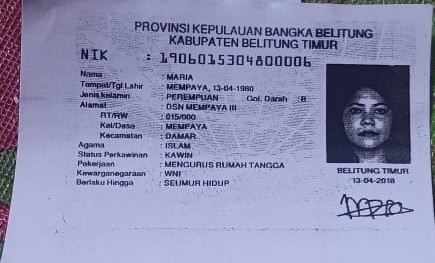 PROVINSI KEPULAUAN BANGKA BELITUNG
KABUPATEN BELITUNG TIMUR
NIK : 1906015304800006
Nama : MARIA
Tempat/Tgl Lahir : MEMPAYA, 13-04-1980
Jenis kelamin : PEREMPUAN Gol. Darah : B
Alamat : DSN MEMPAYA III
RT/RW : 015/000
Kel/Desa : MEMPAYA
Kecamatan : DAMAR
Agama : ISLAM
Status Perkawinan : KAWIN
Pekerjaan : MENGURUS RUMAH TANGGA
Kewarganegaraan : WNI
Berlaku Hingga : SEUMUR HIDUP
BELITUNG TIMUR
13-04-2018